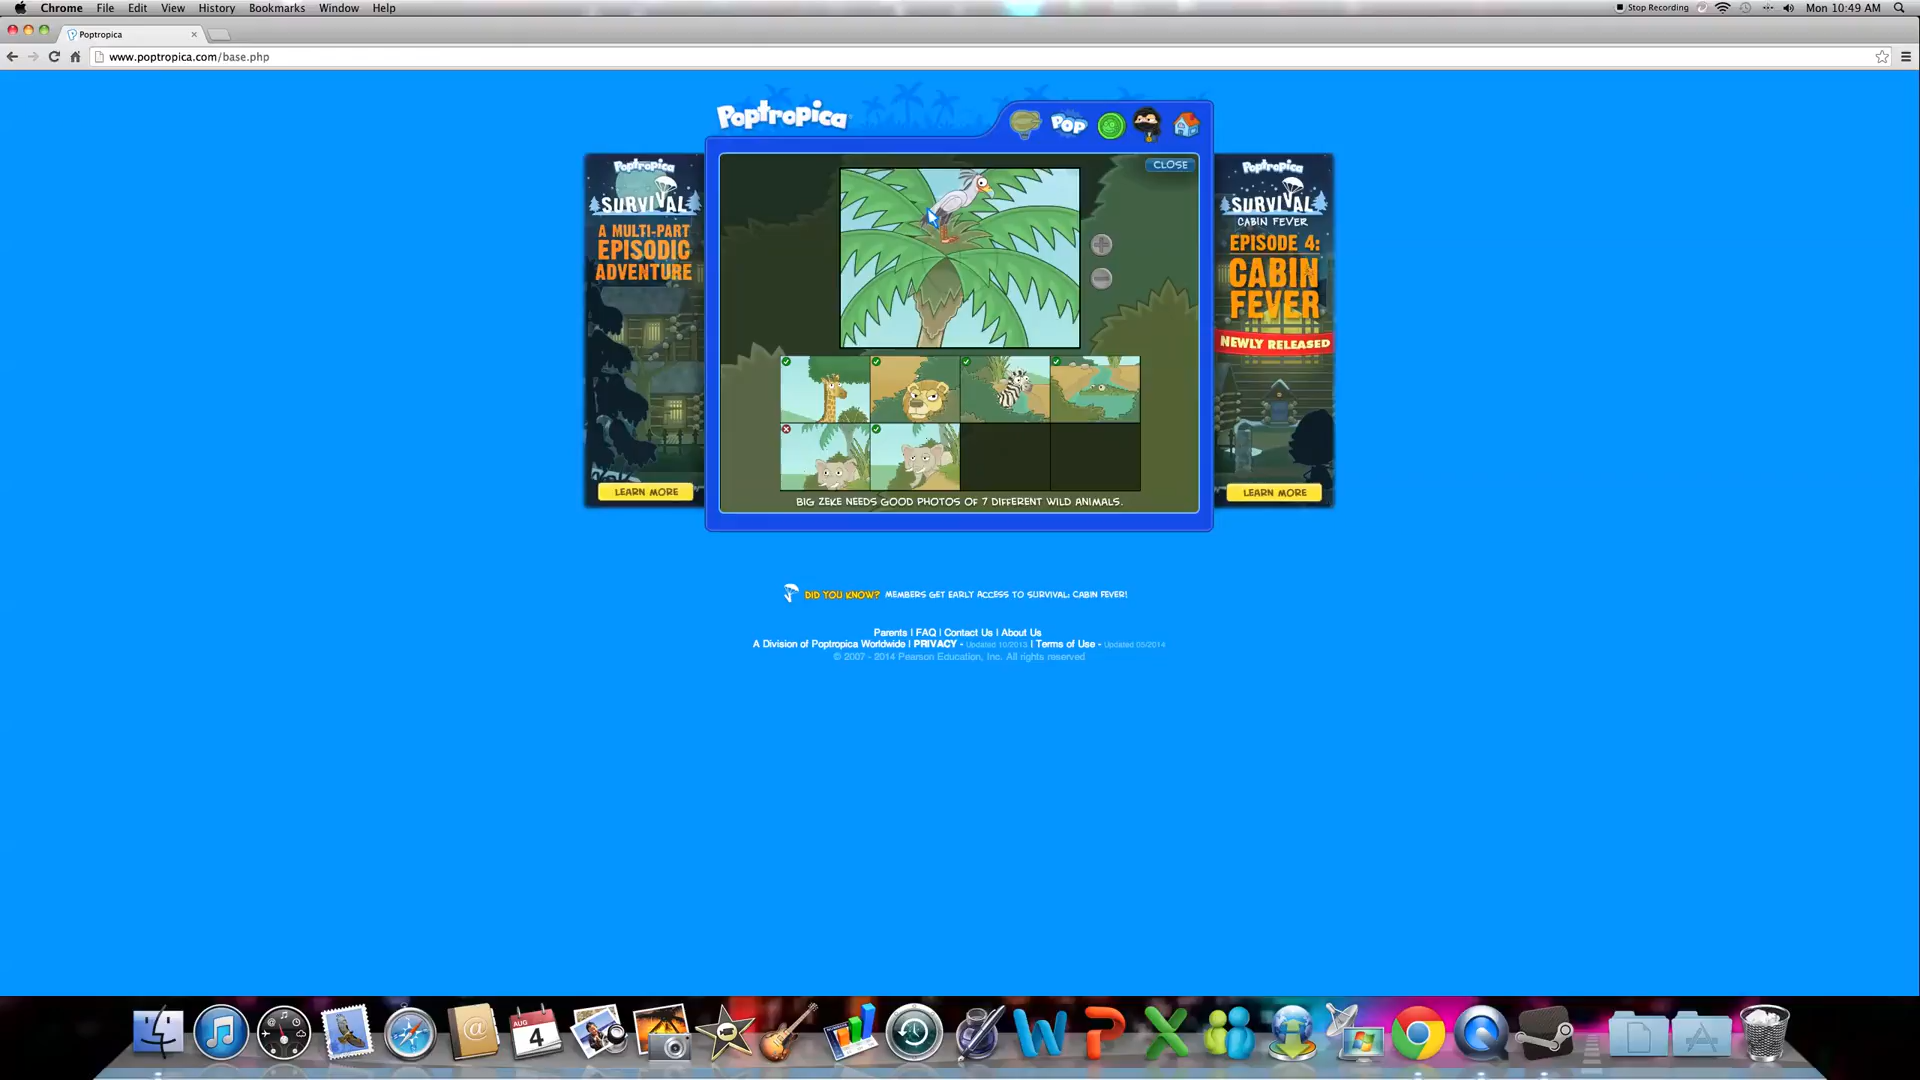 Chrome File Edit View History Bookmarks Window Help
Stop Recording Mon 10:49 AM
Poptropica
www.poptropica.com/base.php
Poptropica
POP
CLOSE
Poptropica
SURVIVAL
A MULTI-PART
EPISODIC
ADVENTURE
LEARN MORE
Poptropica
SURVIVAL
CABIN FEVER
EPISODE 4:
CABIN
FEVER
NEWLY RELEASED
LEARN MORE
BIG ZEKE NEEDS GOOD PHOTOS OF 7 DIFFERENT WILD ANIMALS.
DID YOU KNOW? MEMBERS GET EARLY ACCESS TO SURVIVAL: CABIN FEVER!
Parents | FAQ | Contact Us | About Us
A Division of Poptropica Worldwide | PRIVACY - Updated 10/2013 | Terms of Use - Updated 05/2014
© 2007 - 2014 Pearson Education, Inc. All rights reserved
AUG
4